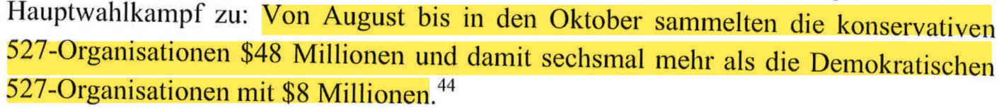 Hauptwahlkampf zu: Von August bis in den Oktober sammelten die konservativen
527-Organisationen $48 Millionen und damit sechsmal mehr als die Demokratischen
527-Organisationen mit $8 Millionen.44